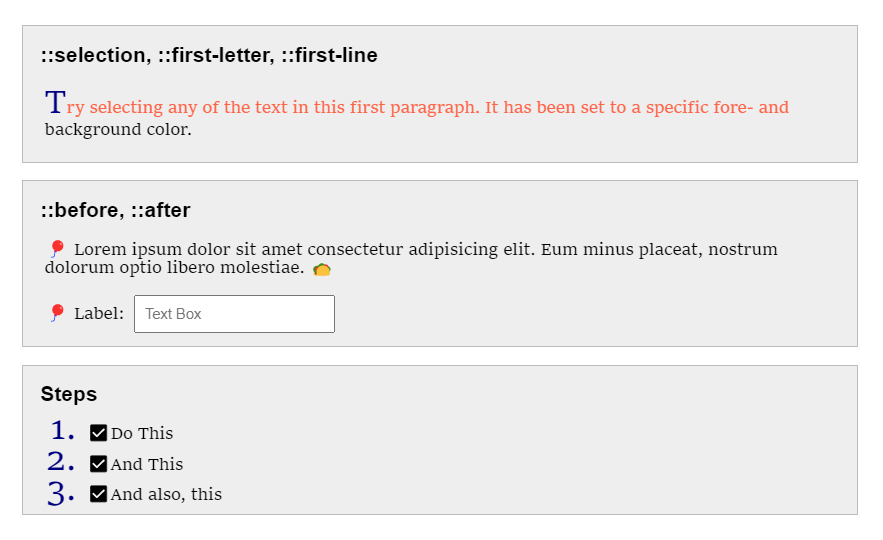 ::selection, ::first-letter, ::first-line
Try selecting any of the text in this first paragraph. It has been set to a specific fore- and
background color.
::before, ::after
🎈 Lorem ipsum dolor sit amet consectetur adipisicing elit. Eum minus placeat, nostrum
dolorum optio libero molestiae. 🌮
🎈 Label: Text Box
Steps
1. ☑ Do This
2. ☑ And This
3. ☑ And also, this